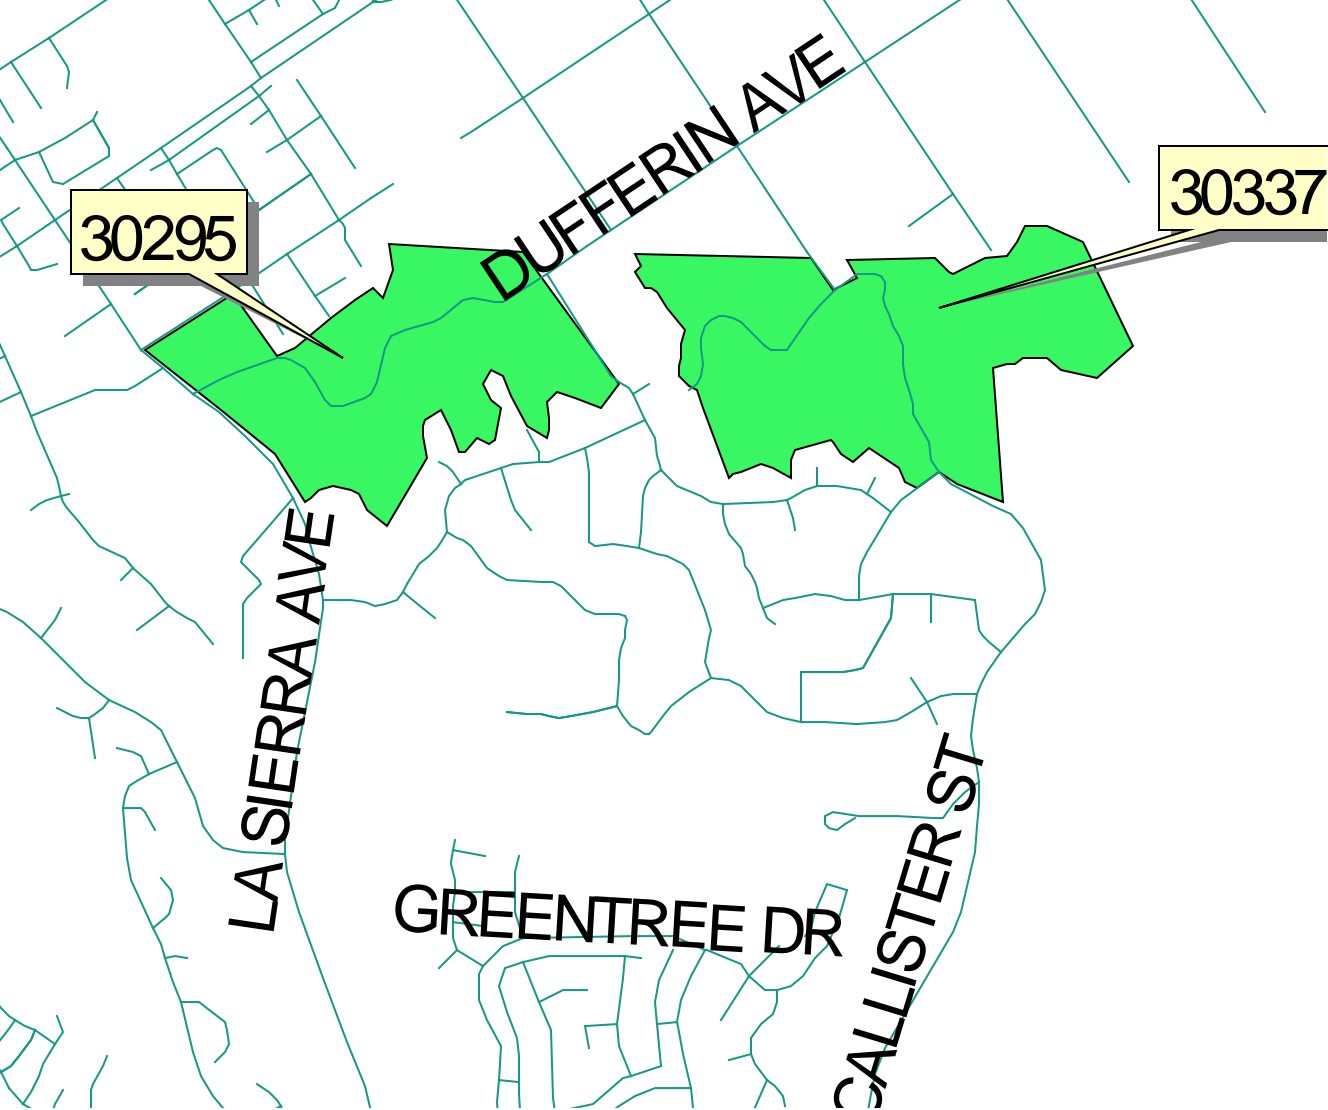 DUFFERIN AVE
30337
30295
LA SIERRA AVE
GREENTREE DR
CALLISTER ST